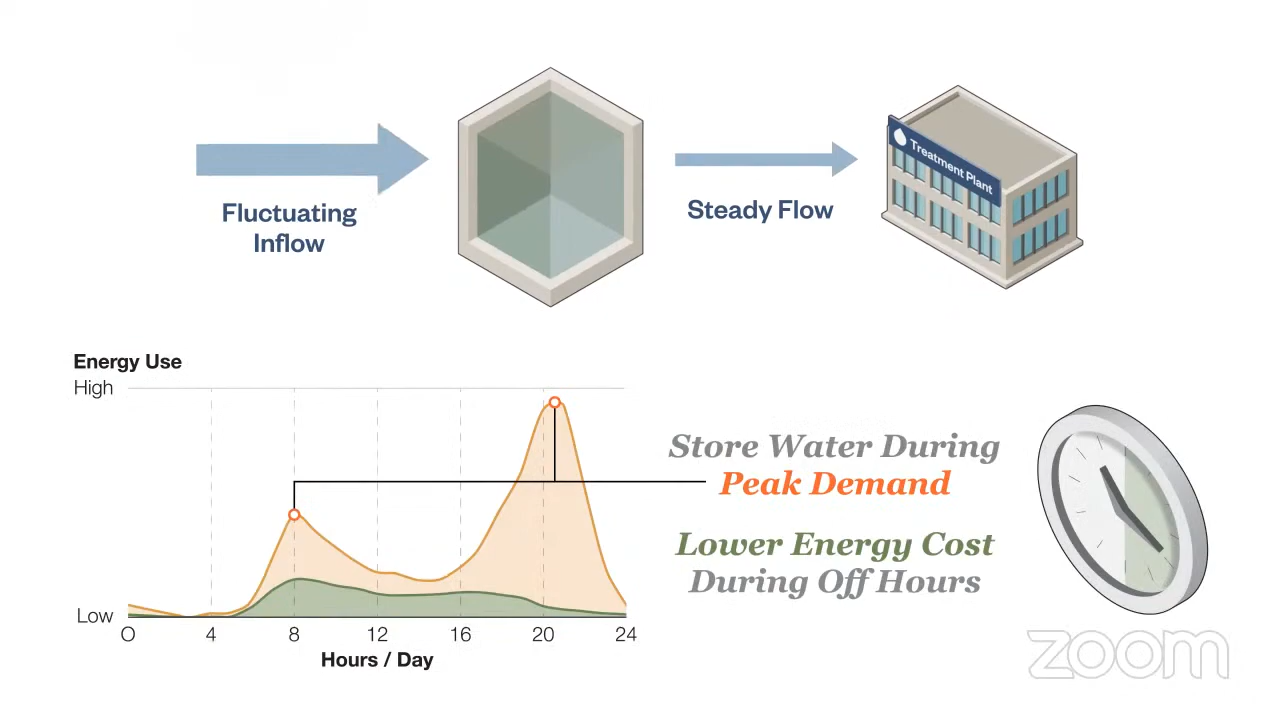 Fluctuating
Inflow
Steady Flow
Treatment Plant
Energy Use
High
Low
0 4 8 12 16 20 24
Hours / Day
Store Water During
Peak Demand
Lower Energy Cost
During Off Hours
zoom